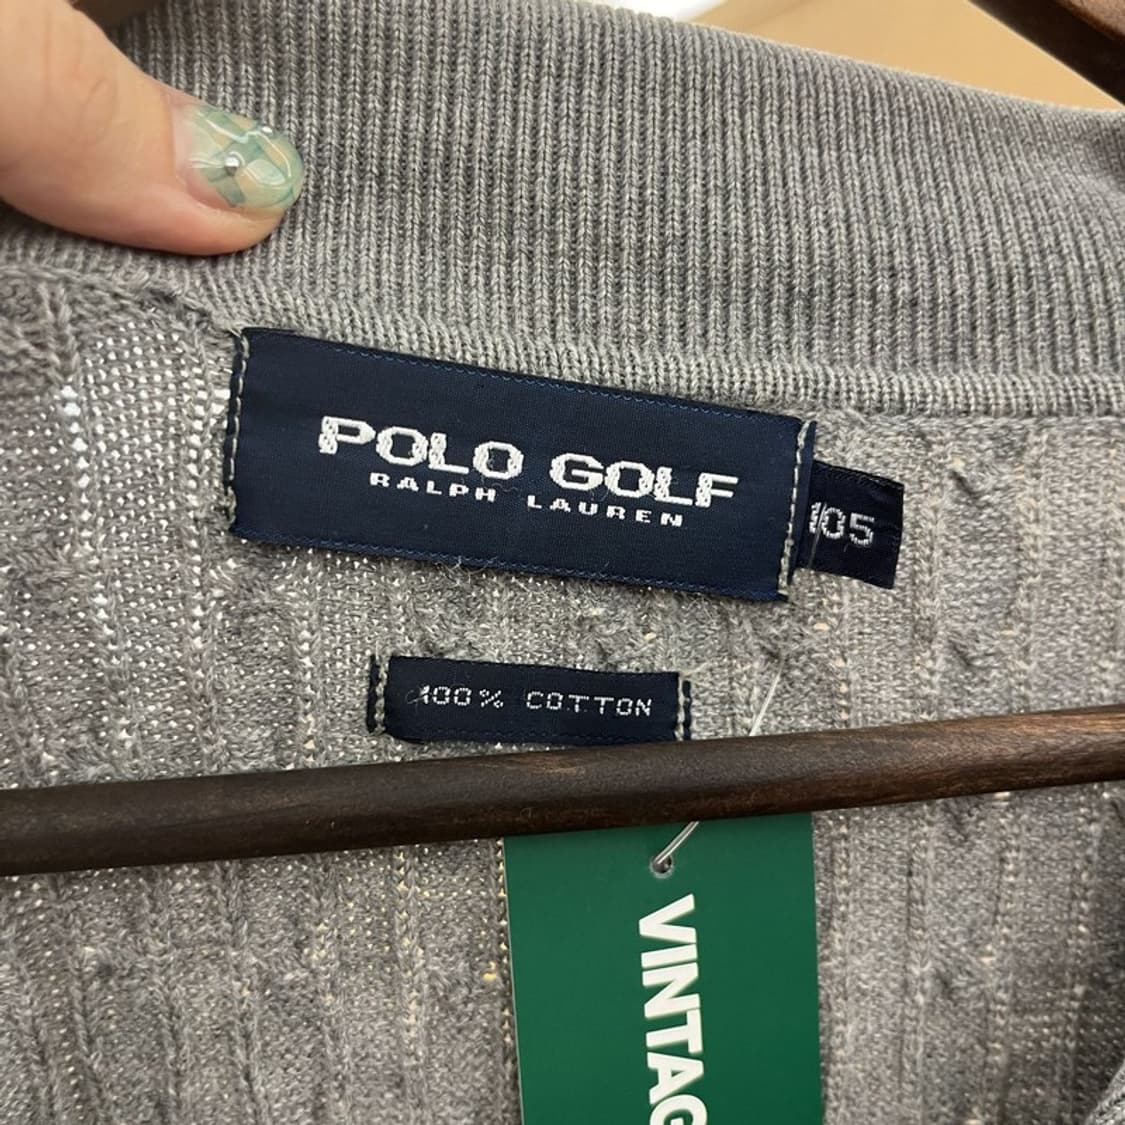 POLO GOLF
RALPH LAUREN
105
100% COTTON
VINTAG